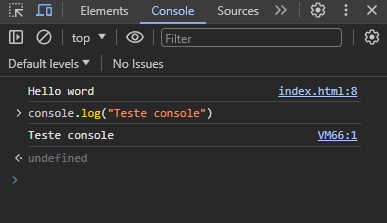 Elements Console Sources
top Filter
Default levels No Issues
Hello word index.html:8
console.log("Teste console")
Teste console VM66:1
undefined